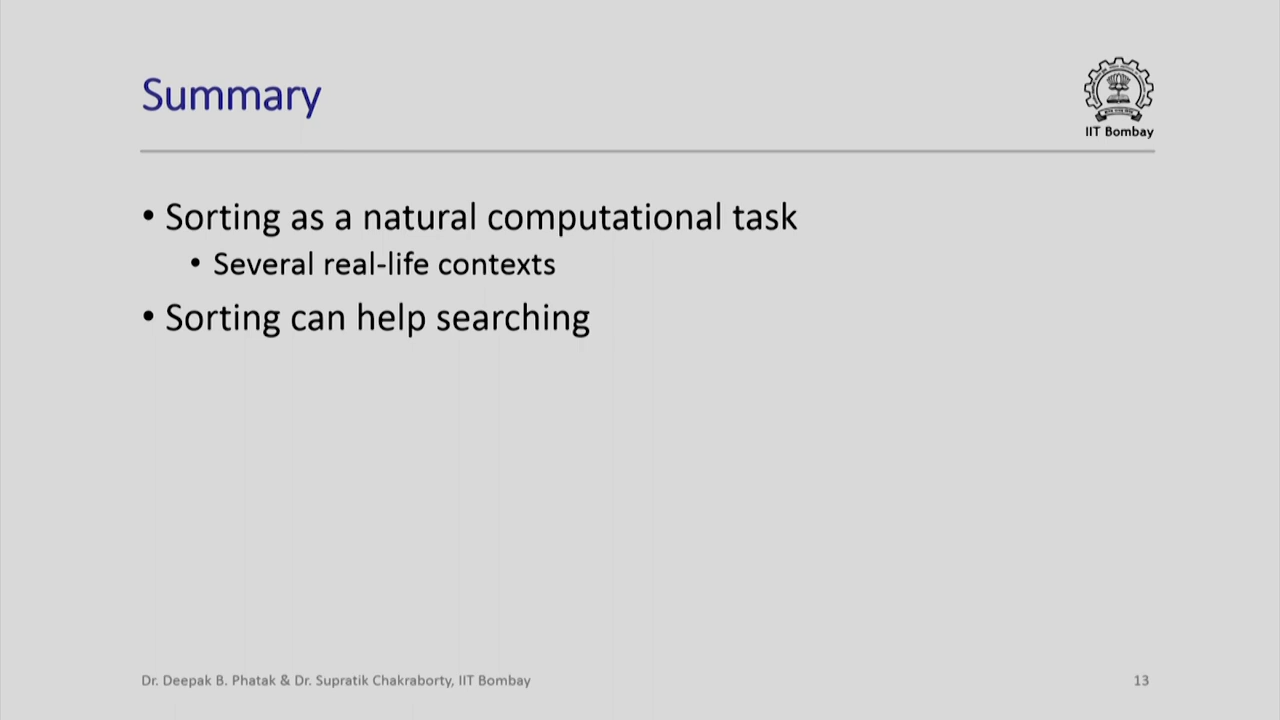 Summary
IIT Bombay
• Sorting as a natural computational task
• Several real-life contexts
• Sorting can help searching
Dr. Deepak B. Phatak & Dr. Supratik Chakraborty, IIT Bombay
13